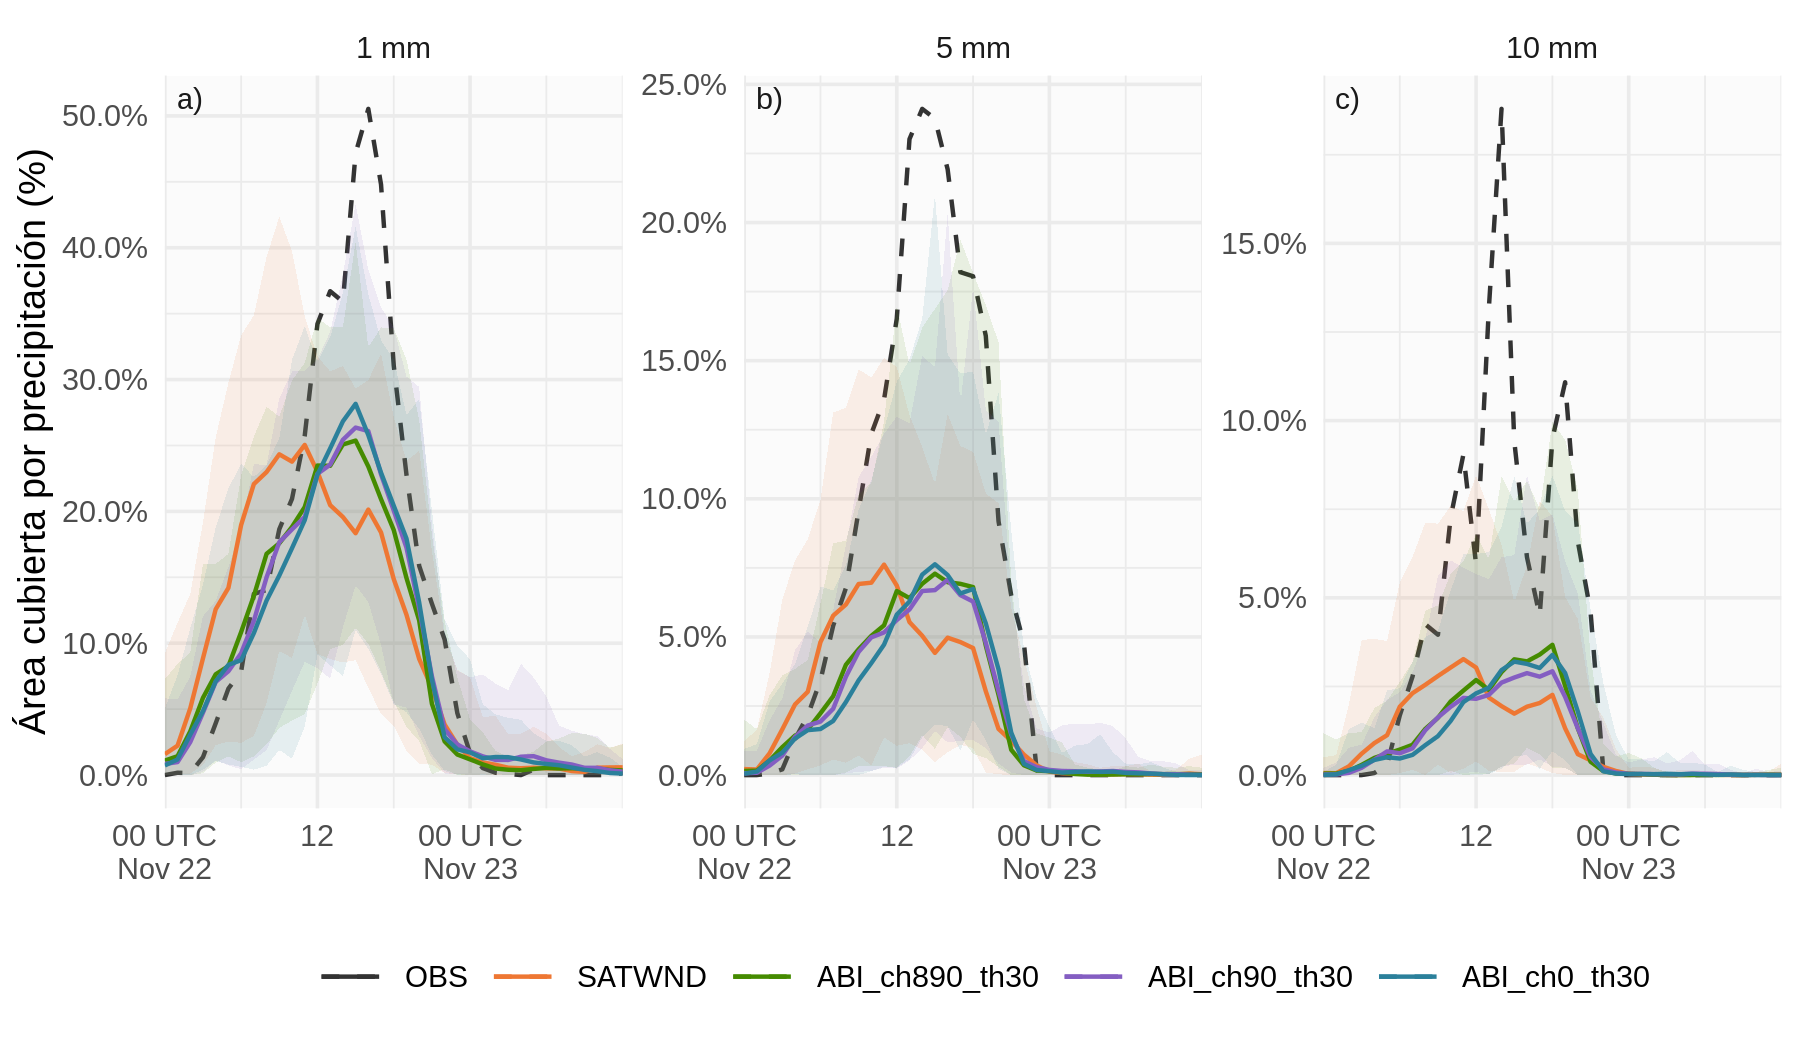 1 mm
5 mm
10 mm
a)
b)
c)
Área cubierta por precipitación (%)
50.0%
40.0%
30.0%
20.0%
10.0%
0.0%
25.0%
20.0%
15.0%
10.0%
5.0%
0.0%
15.0%
10.0%
5.0%
0.0%
00 UTC
Nov 22
12
00 UTC
Nov 23
00 UTC
Nov 22
12
00 UTC
Nov 23
00 UTC
Nov 22
12
00 UTC
Nov 23
OBS SATWND ABI_ch890_th30 ABI_ch90_th30 ABI_ch0_th30